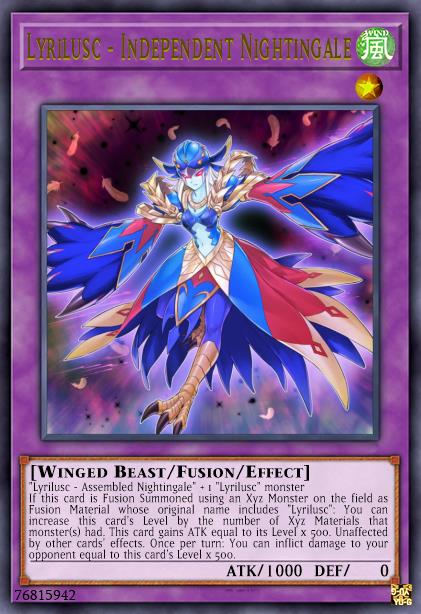 Lyrilusc - Independent Nightingale
WIND
風
[Winged Beast/Fusion/Effect]
"Lyrilusc - Assembled Nightingale" + 1 "Lyrilusc" monster
If this card is Fusion Summoned using an Xyz Monster on the field as
Fusion Material whose original name includes "Lyrilusc": You can
increase this card's Level by the number of Xyz Materials that
monster(s) had. This card gains ATK equal to its Level x 500. Unaffected
by other cards' effects. Once per turn: You can inflict damage to your
opponent equal to this card's Level x 500.
ATK/1000 DEF/ 0
76815942